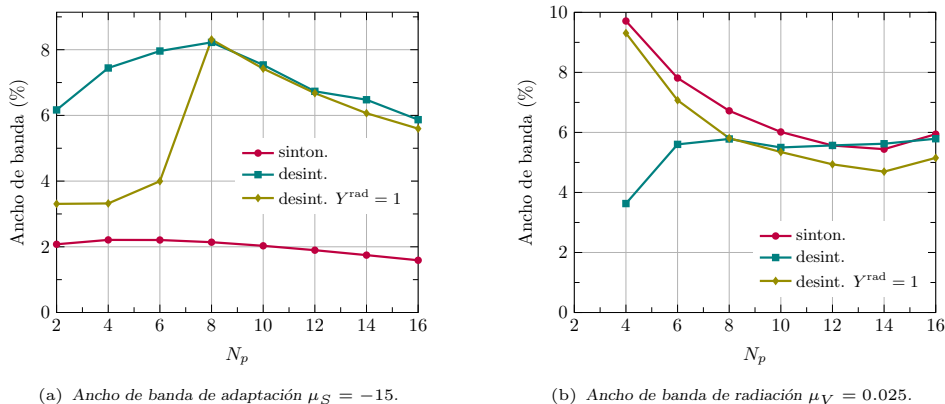 Ancho de banda (%)
8
6
4
2
0
sinton.
desint.
desint. Y^rad = 1
2 4 6 8 10 12 14 16
N_p
(a) Ancho de banda de adaptación μ_S = −15.
Ancho de banda (%)
10
8
6
4
2
0
sinton.
desint.
desint. Y^rad = 1
2 4 6 8 10 12 14 16
N_p
(b) Ancho de banda de radiación μ_V = 0.025.